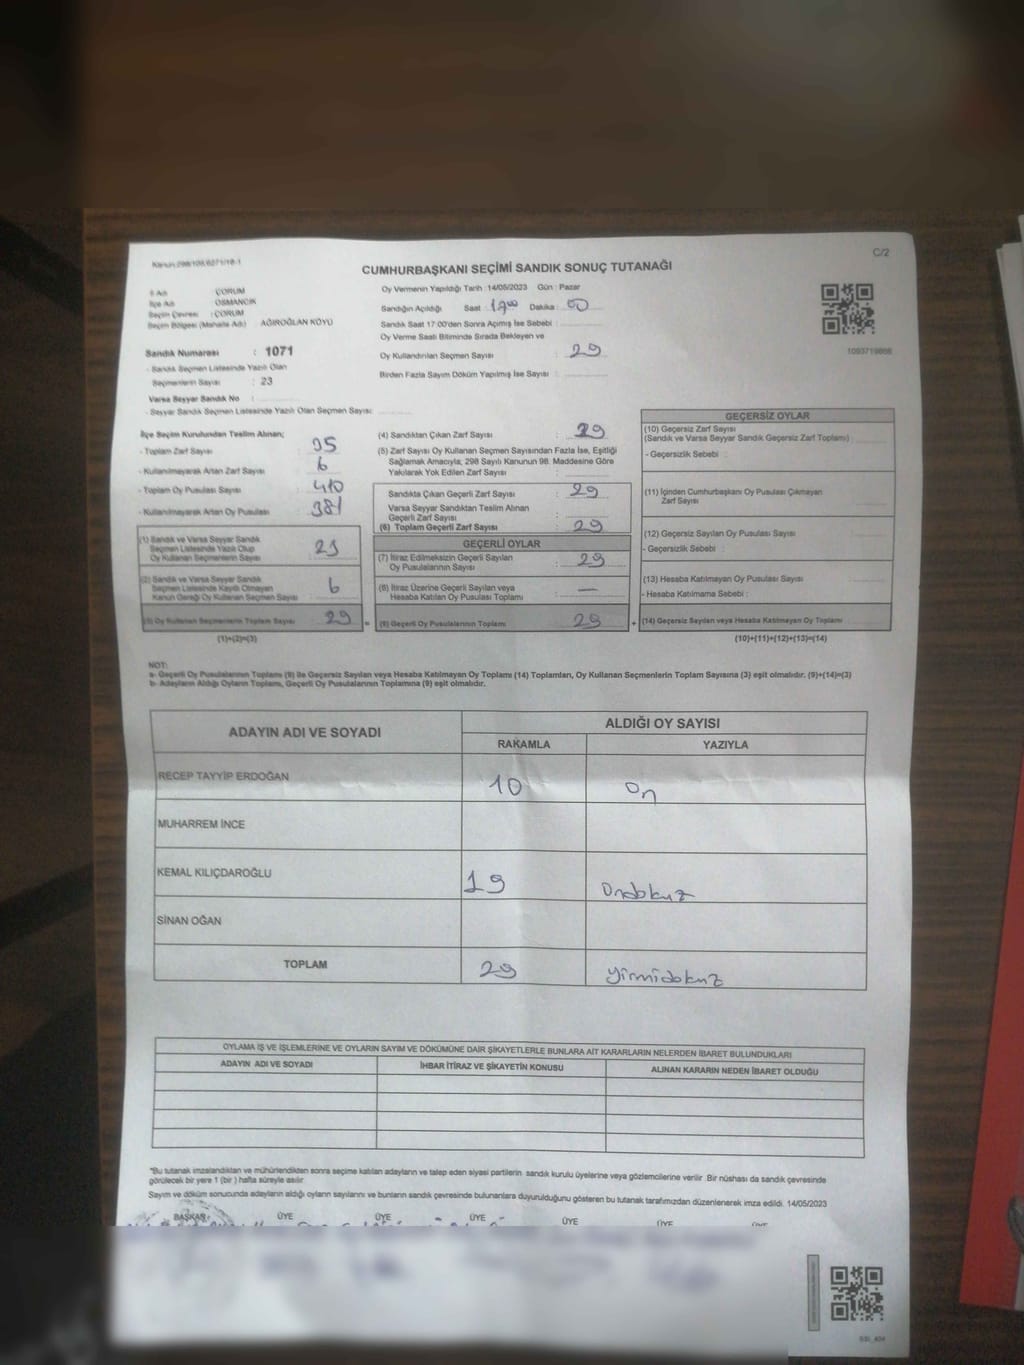 Kanun:298/109,6271/18-1
C/2
CUMHURBAŞKANI SEÇİMİ SANDIK SONUÇ TUTANAĞI
İl Adı : ÇORUM
İlçe Adı : OSMANCIK
Seçim Çevresi : ÇORUM
Seçim Bölgesi (Mahalle Adı) : AĞIROĞLAN KÖYÜ
Sandık Numarası : 1071
- Sandık Seçmen Listesinde Yazılı Olan
Seçmenlerin Sayısı : 23
Varsa Seyyar Sandık No :
- Seyyar Sandık Seçmen Listesinde Yazılı Olan Seçmen Sayısı:
Oy Vermenin Yapıldığı Tarih : 14/05/2023 Gün : Pazar
Sandığın Açıldığı Saat : 17:00 Dakika : 00
Sandık Saat 17:00'den Sonra Açımış İse Sebebi :
Oy Verme Saati Bitiminde Sırada Bekleyen ve
Oy Kullandırılan Seçmen Sayısı : 29
Birden Fazla Sayım Döküm Yapılmış İse Sayısı :
1093719866
İlçe Seçim Kurulundan Teslim Alınan;
- Toplam Zarf Sayısı : 35
- Kullanılmayarak Artan Zarf Sayısı : 6
- Toplam Oy Pusulası Sayısı : 410
- Kullanılmayarak Artan Oy Pusulası : 381
(1) Sandık ve Varsa Seyyar Sandık
Seçmen Listesinde Yazılı Olup
Oy Kullanan Seçmenlerin Sayısı : 23
(2) Sandık ve Varsa Seyyar Sandık
Seçmen Listesinde Kayıtlı Olmayan
Kanun Gereği Oy Kullanan Seçmen Sayısı : 6
(3) Oy Kullanan Seçmenlerin Toplam Sayısı : 29
(1)+(2)=(3)
(4) Sandıktan Çıkan Zarf Sayısı : 29
(5) Zarf Sayısı Oy Kullanan Seçmen Sayısından Fazla İse, Eşitliği
Sağlamak Amacıyla, 298 Sayılı Kanunun 98. Maddesine Göre
Yakılarak Yok Edilen Zarf Sayısı :
Sandıkta Çıkan Geçerli Zarf Sayısı : 29
Varsa Seyyar Sandıktan Teslim Alınan
Geçerli Zarf Sayısı :
(6) Toplam Geçerli Zarf Sayısı : 29
GEÇERLİ OYLAR
(7) İtiraz Edilmeksizin Geçerli Sayılan
Oy Pusulalarının Sayısı : 29
(8) İtiraz Üzerine Geçerli Sayılan veya
Hesaba Katılan Oy Pusulası Toplamı : —
= (9) Geçerli Oy Pusulalarının Toplamı : 29
GEÇERSİZ OYLAR
(10) Geçersiz Zarf Sayısı
(Sandık ve Varsa Seyyar Sandık Geçersiz Zarf Toplamı) :
- Geçersizlik Sebebi :
(11) İçinden Cumhurbaşkanı Oy Pusulası Çıkmayan
Zarf Sayısı :
(12) Geçersiz Sayılan Oy Pusulası Sayısı :
- Geçersizlik Sebebi :
(13) Hesaba Katılmayan Oy Pusulası Sayısı :
- Hesaba Katılmama Sebebi :
+ (14) Geçersiz Sayılan veya Hesaba Katılmayan Oy Toplamı :
(10)+(11)+(12)+(13)=(14)
NOT:
a- Geçerli Oy Pusulalarının Toplamı (9) ile Geçersiz Sayılan veya Hesaba Katılmayan Oy Toplamı (14) Toplamları, Oy Kullanan Seçmenlerin Toplam Sayısına (3) eşit olmalıdır. (9)+(14)=(3)
b- Adayların Aldığı Oyların Toplamı, Geçerli Oy Pusulalarının Toplamına (9) eşit olmalıdır.
ADAYIN ADI VE SOYADI ALDIĞI OY SAYISI
RAKAMLA YAZIYLA
RECEP TAYYİP ERDOĞAN 10 on
MUHARREM İNCE
KEMAL KILIÇDAROĞLU 19 Ondokuz
SİNAN OĞAN
TOPLAM 29 yirmidokuz
OYLAMA İŞ VE İŞLEMLERİNE VE OYLARIN SAYIM VE DÖKÜMÜNE DAİR ŞİKAYETLERLE BUNLARA AİT KARARLARIN NELERDEN İBARET BULUNDUKLARI
ADAYIN ADI VE SOYADI İHBAR İTİRAZ VE ŞİKAYETİN KONUSU ALINAN KARARIN NEDEN İBARET OLDUĞU
"Bu tutanak imzalandıktan ve mühürlendikten sonra seçime katılan adayların ve talep eden siyasi partilerin sandık kurulu üyelerine veya gözlemcilerine verilir. Bir nüshası da sandık çevresinde
görülecek bir yere 1 (bir ) hafta süreyle asılır.
Sayım ve döküm sonucunda adayların aldığı oyların sayılarını ve bunların sandık çevresinde bulunanlara duyurulduğunu gösteren bu tutanak tarafımızdan düzenlenerek imza edildi. 14/05/2023
BAŞKAN ÜYE ÜYE ÜYE ÜYE ÜYE ÜYE